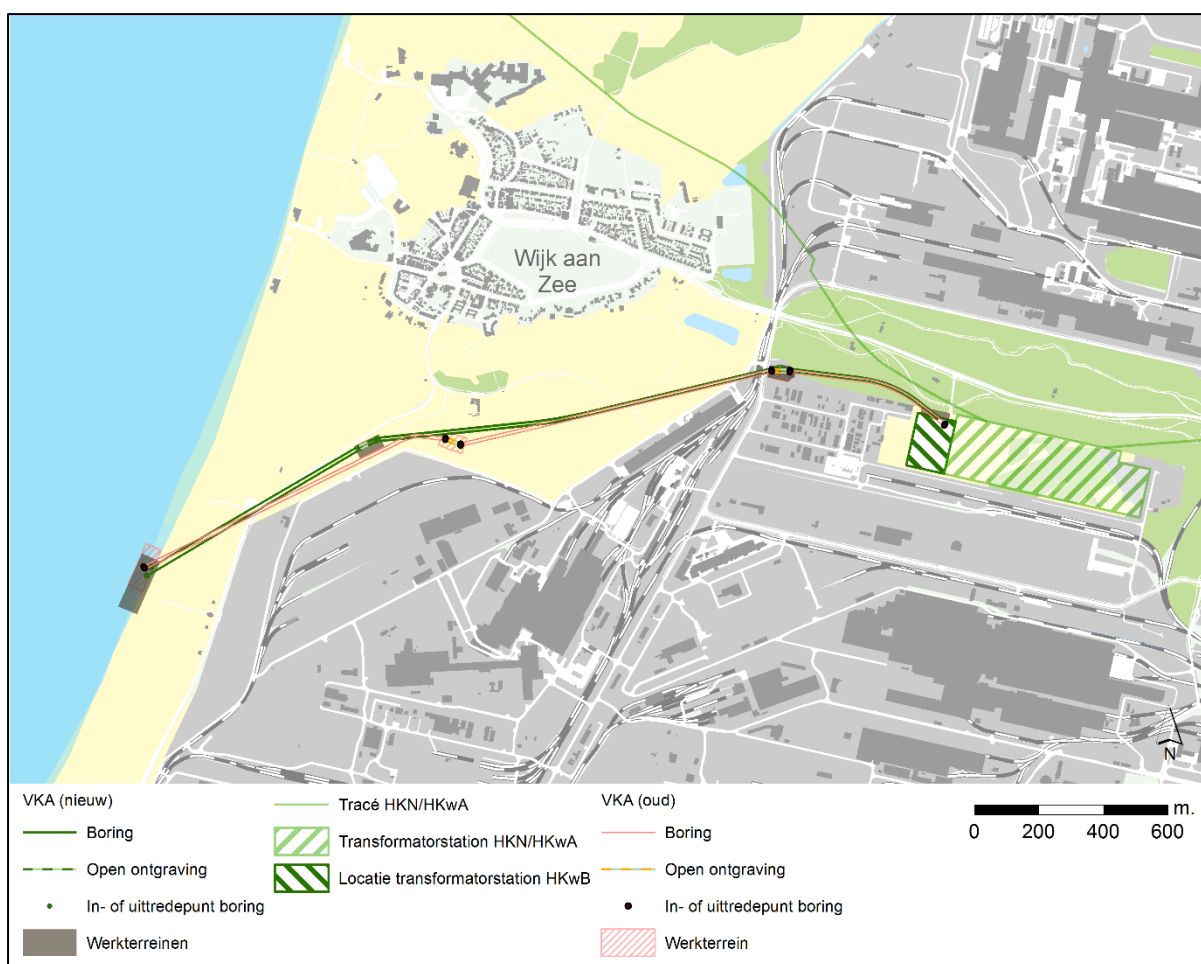 Wijk aan
Zee
N
VKA (nieuw)
Boring
Open ontgraving
In- of uittredepunt boring
Werkterreinen
Tracé HKN/HKwA
Transformatorstation HKN/HKwA
Locatie transformatorstation HKwB
VKA (oud)
Boring
Open ontgraving
In- of uittredepunt boring
Werkterrein
m.
0 200 400 600